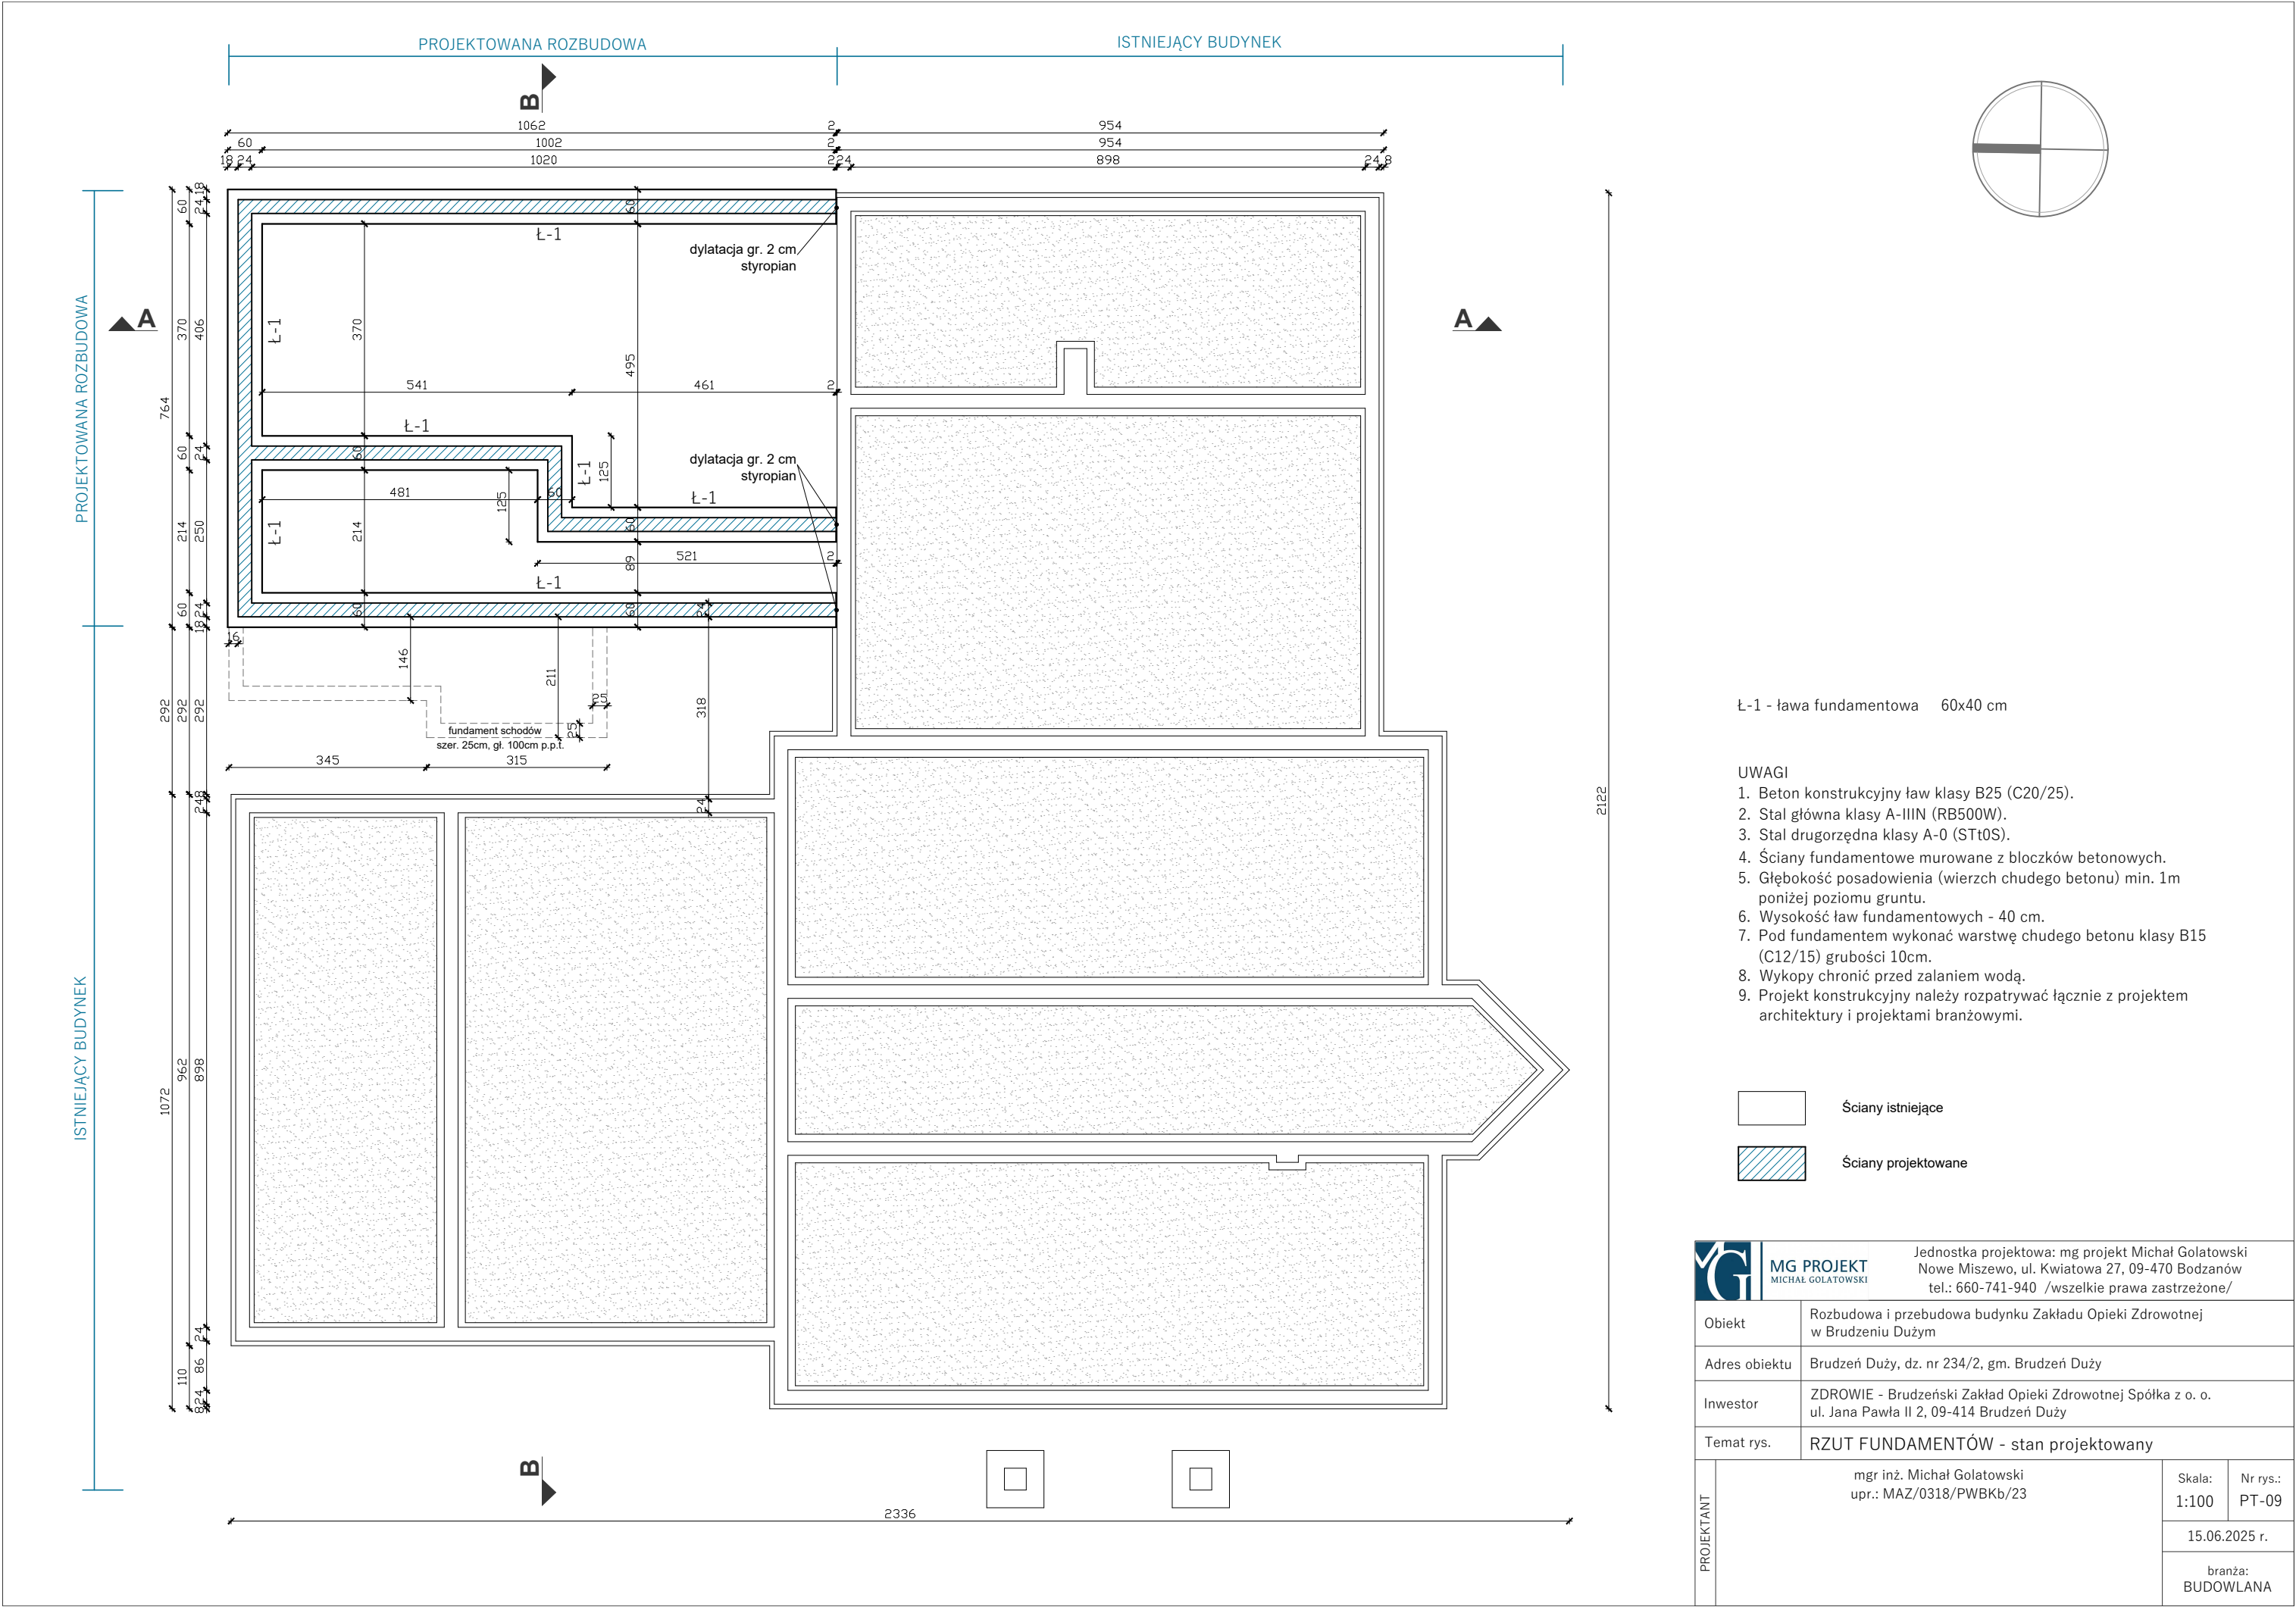 PROJEKTOWANA ROZBUDOWA
ISTNIEJĄCY BUDYNEK
B
1062
2
954
60
1002
2
954
18
24
1020
2
24
898
24
8
PROJEKTOWANA ROZBUDOWA
ISTNIEJĄCY BUDYNEK
A
A
764
292
1072
60
370
60
214
60
292
962
110
18
24
406
24
250
24
18
292
8
24
898
24
86
24
8
Ł-1
60
dylatacja gr. 2 cm
styropian
Ł-1
370
495
541
461
2
Ł-1
60
Ł-1
125
dylatacja gr. 2 cm
styropian
481
125
60
Ł-1
Ł-1
214
60
521
2
89
Ł-1
60
60
24
16
146
211
25
25
318
fundament schodów
szer. 25cm, gł. 100cm p.p.t.
345
315
24
2122
2336
B
Ł-1 - ława fundamentowa 60x40 cm
UWAGI
1. Beton konstrukcyjny ław klasy B25 (C20/25).
2. Stal główna klasy A-IIIN (RB500W).
3. Stal drugorzędna klasy A-0 (STt0S).
4. Ściany fundamentowe murowane z bloczków betonowych.
5. Głębokość posadowienia (wierzch chudego betonu) min. 1m
poniżej poziomu gruntu.
6. Wysokość ław fundamentowych - 40 cm.
7. Pod fundamentem wykonać warstwę chudego betonu klasy B15
(C12/15) grubości 10cm.
8. Wykopy chronić przed zalaniem wodą.
9. Projekt konstrukcyjny należy rozpatrywać łącznie z projektem
architektury i projektami branżowymi.
Ściany istniejące
Ściany projektowane
MG PROJEKT
MICHAŁ GOLATOWSKI
Jednostka projektowa: mg projekt Michał Golatowski
Nowe Miszewo, ul. Kwiatowa 27, 09-470 Bodzanów
tel.: 660-741-940 /wszelkie prawa zastrzeżone/
Obiekt
Rozbudowa i przebudowa budynku Zakładu Opieki Zdrowotnej
w Brudzeniu Dużym
Adres obiektu
Brudzeń Duży, dz. nr 234/2, gm. Brudzeń Duży
Inwestor
ZDROWIE - Brudzeński Zakład Opieki Zdrowotnej Spółka z o. o.
ul. Jana Pawła II 2, 09-414 Brudzeń Duży
Temat rys.
RZUT FUNDAMENTÓW - stan projektowany
PROJEKTANT
mgr inż. Michał Golatowski
upr.: MAZ/0318/PWBKb/23
Skala:
1:100
Nr rys.:
PT-09
15.06.2025 r.
branża:
BUDOWLANA